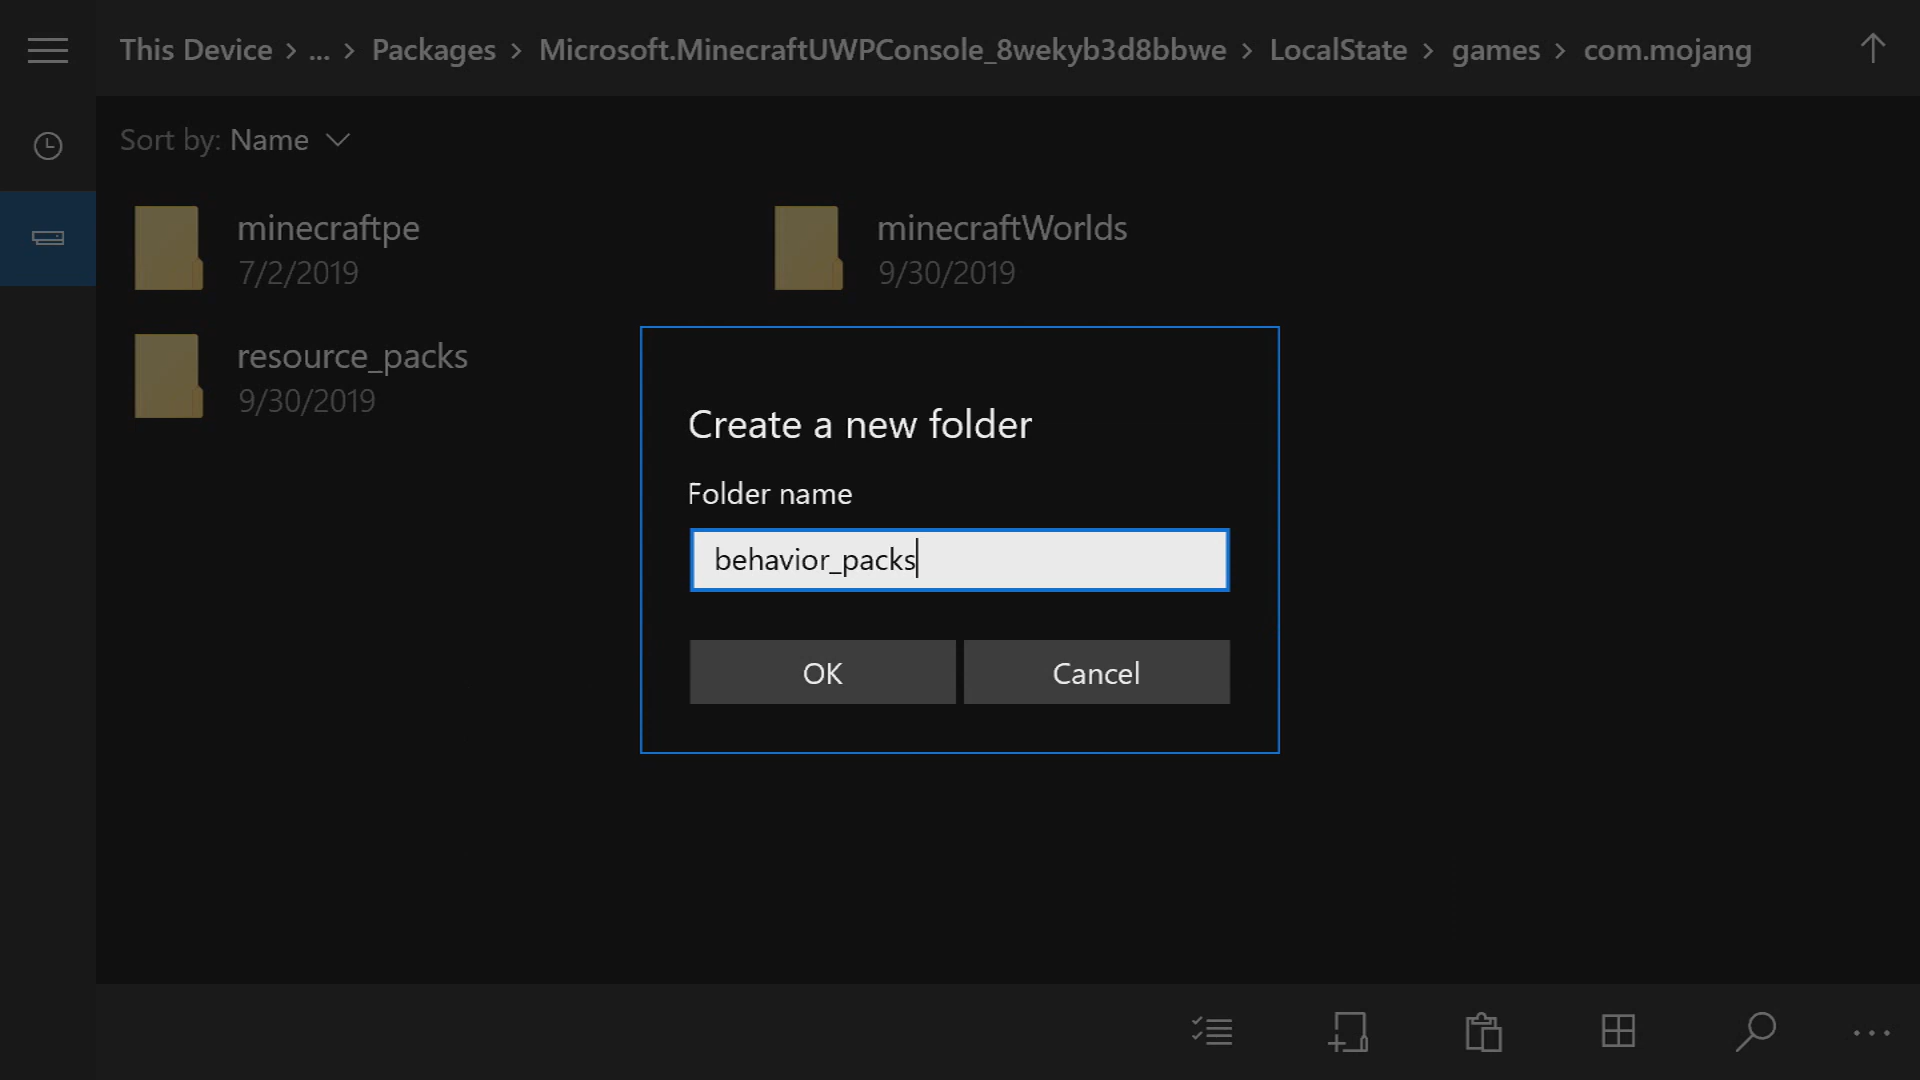 This Device > ... > Packages > Microsoft.MinecraftUWPConsole_8wekyb3d8bbwe > LocalState > games > com.mojang
Sort by: Name
minecraftpe
7/2/2019
minecraftWorlds
9/30/2019
resource_packs
9/30/2019
Create a new folder
Folder name
behavior_packs
OK
Cancel